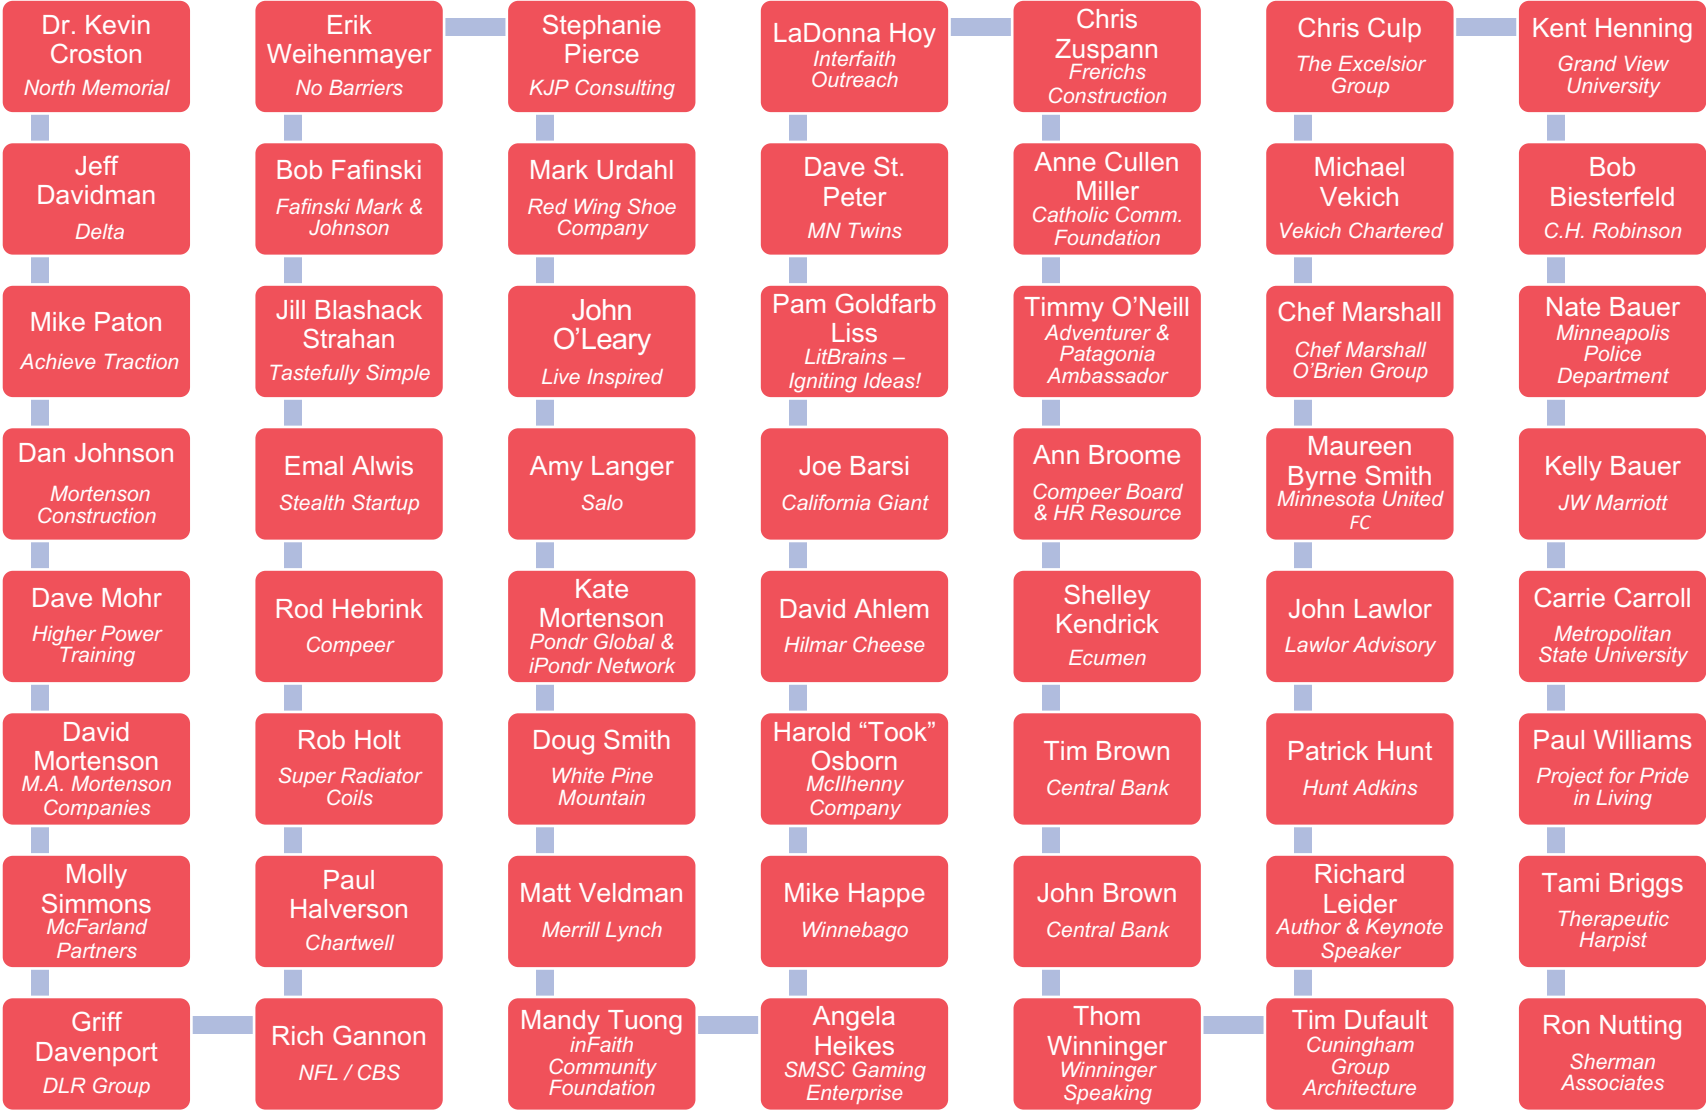 Dr. Kevin
Croston
North Memorial
Jeff
Davidman
Delta
Mike Paton
Achieve Traction
Dan Johnson
Mortenson
Construction
Dave Mohr
Higher Power
Training
David
Mortenson
M.A. Mortenson
Companies
Molly
Simmons
McFarland
Partners
Griff
Davenport
DLR Group
Rich Gannon
NFL / CBS
Paul
Halverson
Chartwell
Rob Holt
Super Radiator
Coils
Rod Hebrink
Compeer
Emal Alwis
Stealth Startup
Jill Blashack
Strahan
Tastefully Simple
Bob Fafinski
Fafinski Mark &
Johnson
Erik
Weihenmayer
No Barriers
Stephanie
Pierce
KJP Consulting
Mark Urdahl
Red Wing Shoe
Company
John
O’Leary
Live Inspired
Amy Langer
Salo
Kate
Mortenson
Pondr Global &
iPondr Network
Doug Smith
White Pine
Mountain
Matt Veldman
Merrill Lynch
Mandy Tuong
inFaith
Community
Foundation
Angela
Heikes
SMSC Gaming
Enterprise
Mike Happe
Winnebago
Harold “Took”
Osborn
McIlhenny
Company
David Ahlem
Hilmar Cheese
Joe Barsi
California Giant
Pam Goldfarb
Liss
LitBrains –
Igniting Ideas!
Dave St.
Peter
MN Twins
LaDonna Hoy
Interfaith
Outreach
Chris
Zuspann
Frerichs
Construction
Anne Cullen
Miller
Catholic Comm.
Foundation
Timmy O’Neill
Adventurer &
Patagonia
Ambassador
Ann Broome
Compeer Board
& HR Resource
Shelley
Kendrick
Ecumen
Tim Brown
Central Bank
John Brown
Central Bank
Thom
Winninger
Winninger
Speaking
Tim Dufault
Cuningham
Group
Architecture
Richard
Leider
Author & Keynote
Speaker
Patrick Hunt
Hunt Adkins
John Lawlor
Lawlor Advisory
Maureen
Byrne Smith
Minnesota United
FC
Chef Marshall
Chef Marshall
O’Brien Group
Michael
Vekich
Vekich Chartered
Chris Culp
The Excelsior
Group
Kent Henning
Grand View
University
Bob
Biesterfeld
C.H. Robinson
Nate Bauer
Minneapolis
Police
Department
Kelly Bauer
JW Marriott
Carrie Carroll
Metropolitan
State University
Paul Williams
Project for Pride
in Living
Tami Briggs
Therapeutic
Harpist
Ron Nutting
Sherman
Associates